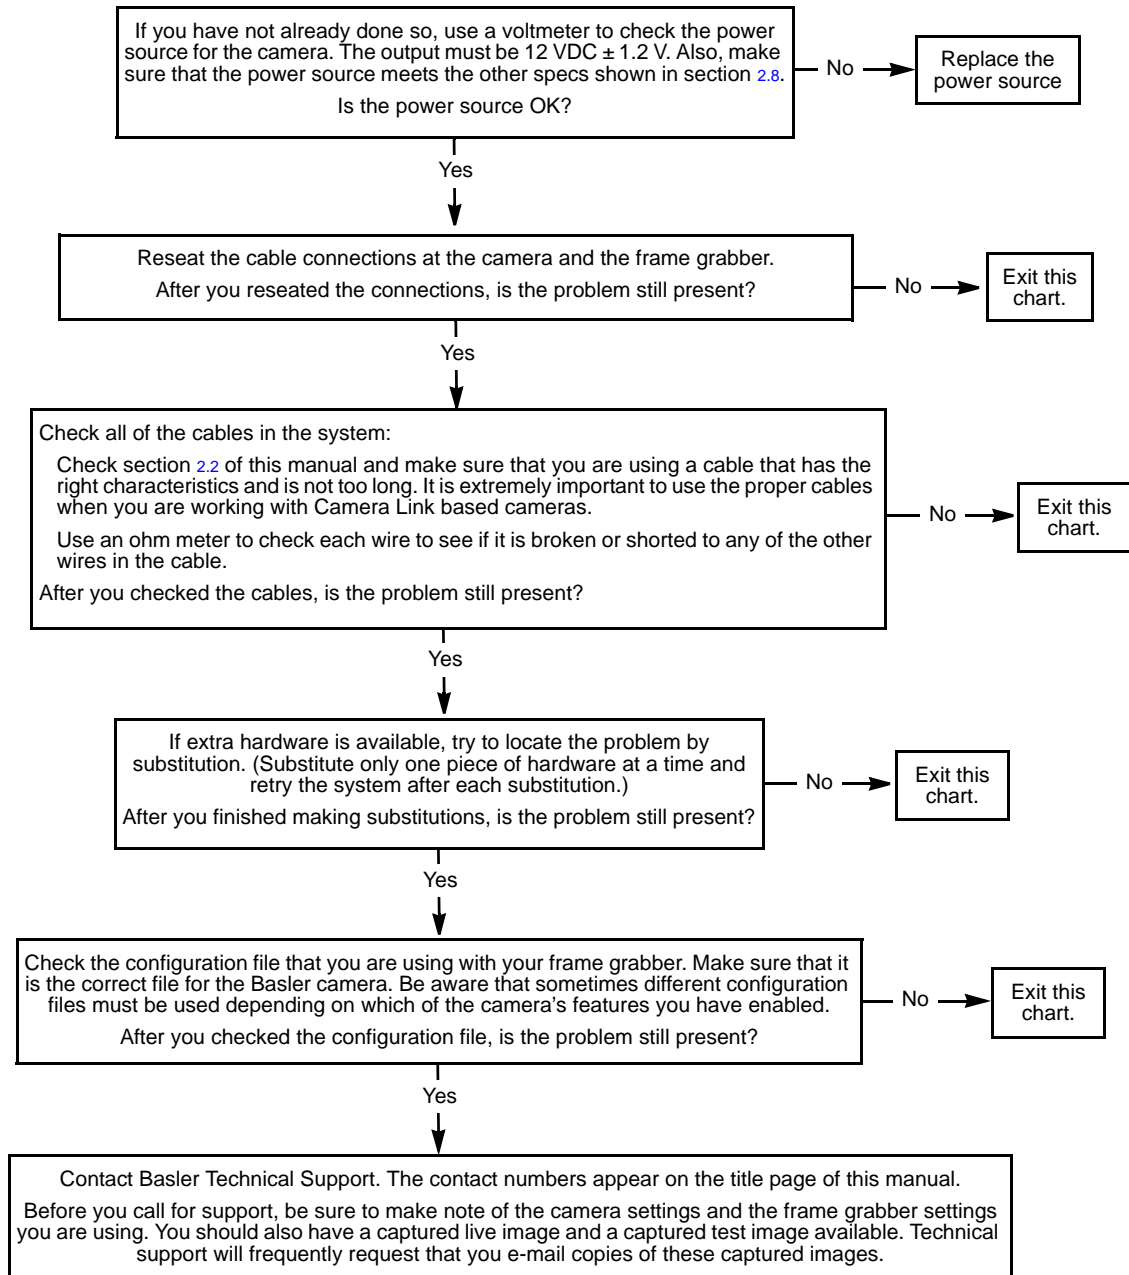 If you have not already done so, use a voltmeter to check the power
source for the camera. The output must be 12 VDC ± 1.2 V. Also, make
sure that the power source meets the other specs shown in section 2.8.
Is the power source OK?
No
Replace the
power source
Yes
Reseat the cable connections at the camera and the frame grabber.
After you reseated the connections, is the problem still present?
No
Exit this
chart.
Yes
Check all of the cables in the system:
Check section 2.2 of this manual and make sure that you are using a cable that has the
right characteristics and is not too long. It is extremely important to use the proper cables
when you are working with Camera Link based cameras.
Use an ohm meter to check each wire to see if it is broken or shorted to any of the other
wires in the cable.
After you checked the cables, is the problem still present?
No
Exit this
chart.
Yes
If extra hardware is available, try to locate the problem by
substitution. (Substitute only one piece of hardware at a time and
retry the system after each substitution.)
After you finished making substitutions, is the problem still present?
No
Exit this
chart.
Yes
Check the configuration file that you are using with your frame grabber. Make sure that it
is the correct file for the Basler camera. Be aware that sometimes different configuration
files must be used depending on which of the camera's features you have enabled.
After you checked the configuration file, is the problem still present?
No
Exit this
chart.
Yes
Contact Basler Technical Support. The contact numbers appear on the title page of this manual.
Before you call for support, be sure to make note of the camera settings and the frame grabber settings
you are using. You should also have a captured live image and a captured test image available. Technical
support will frequently request that you e-mail copies of these captured images.